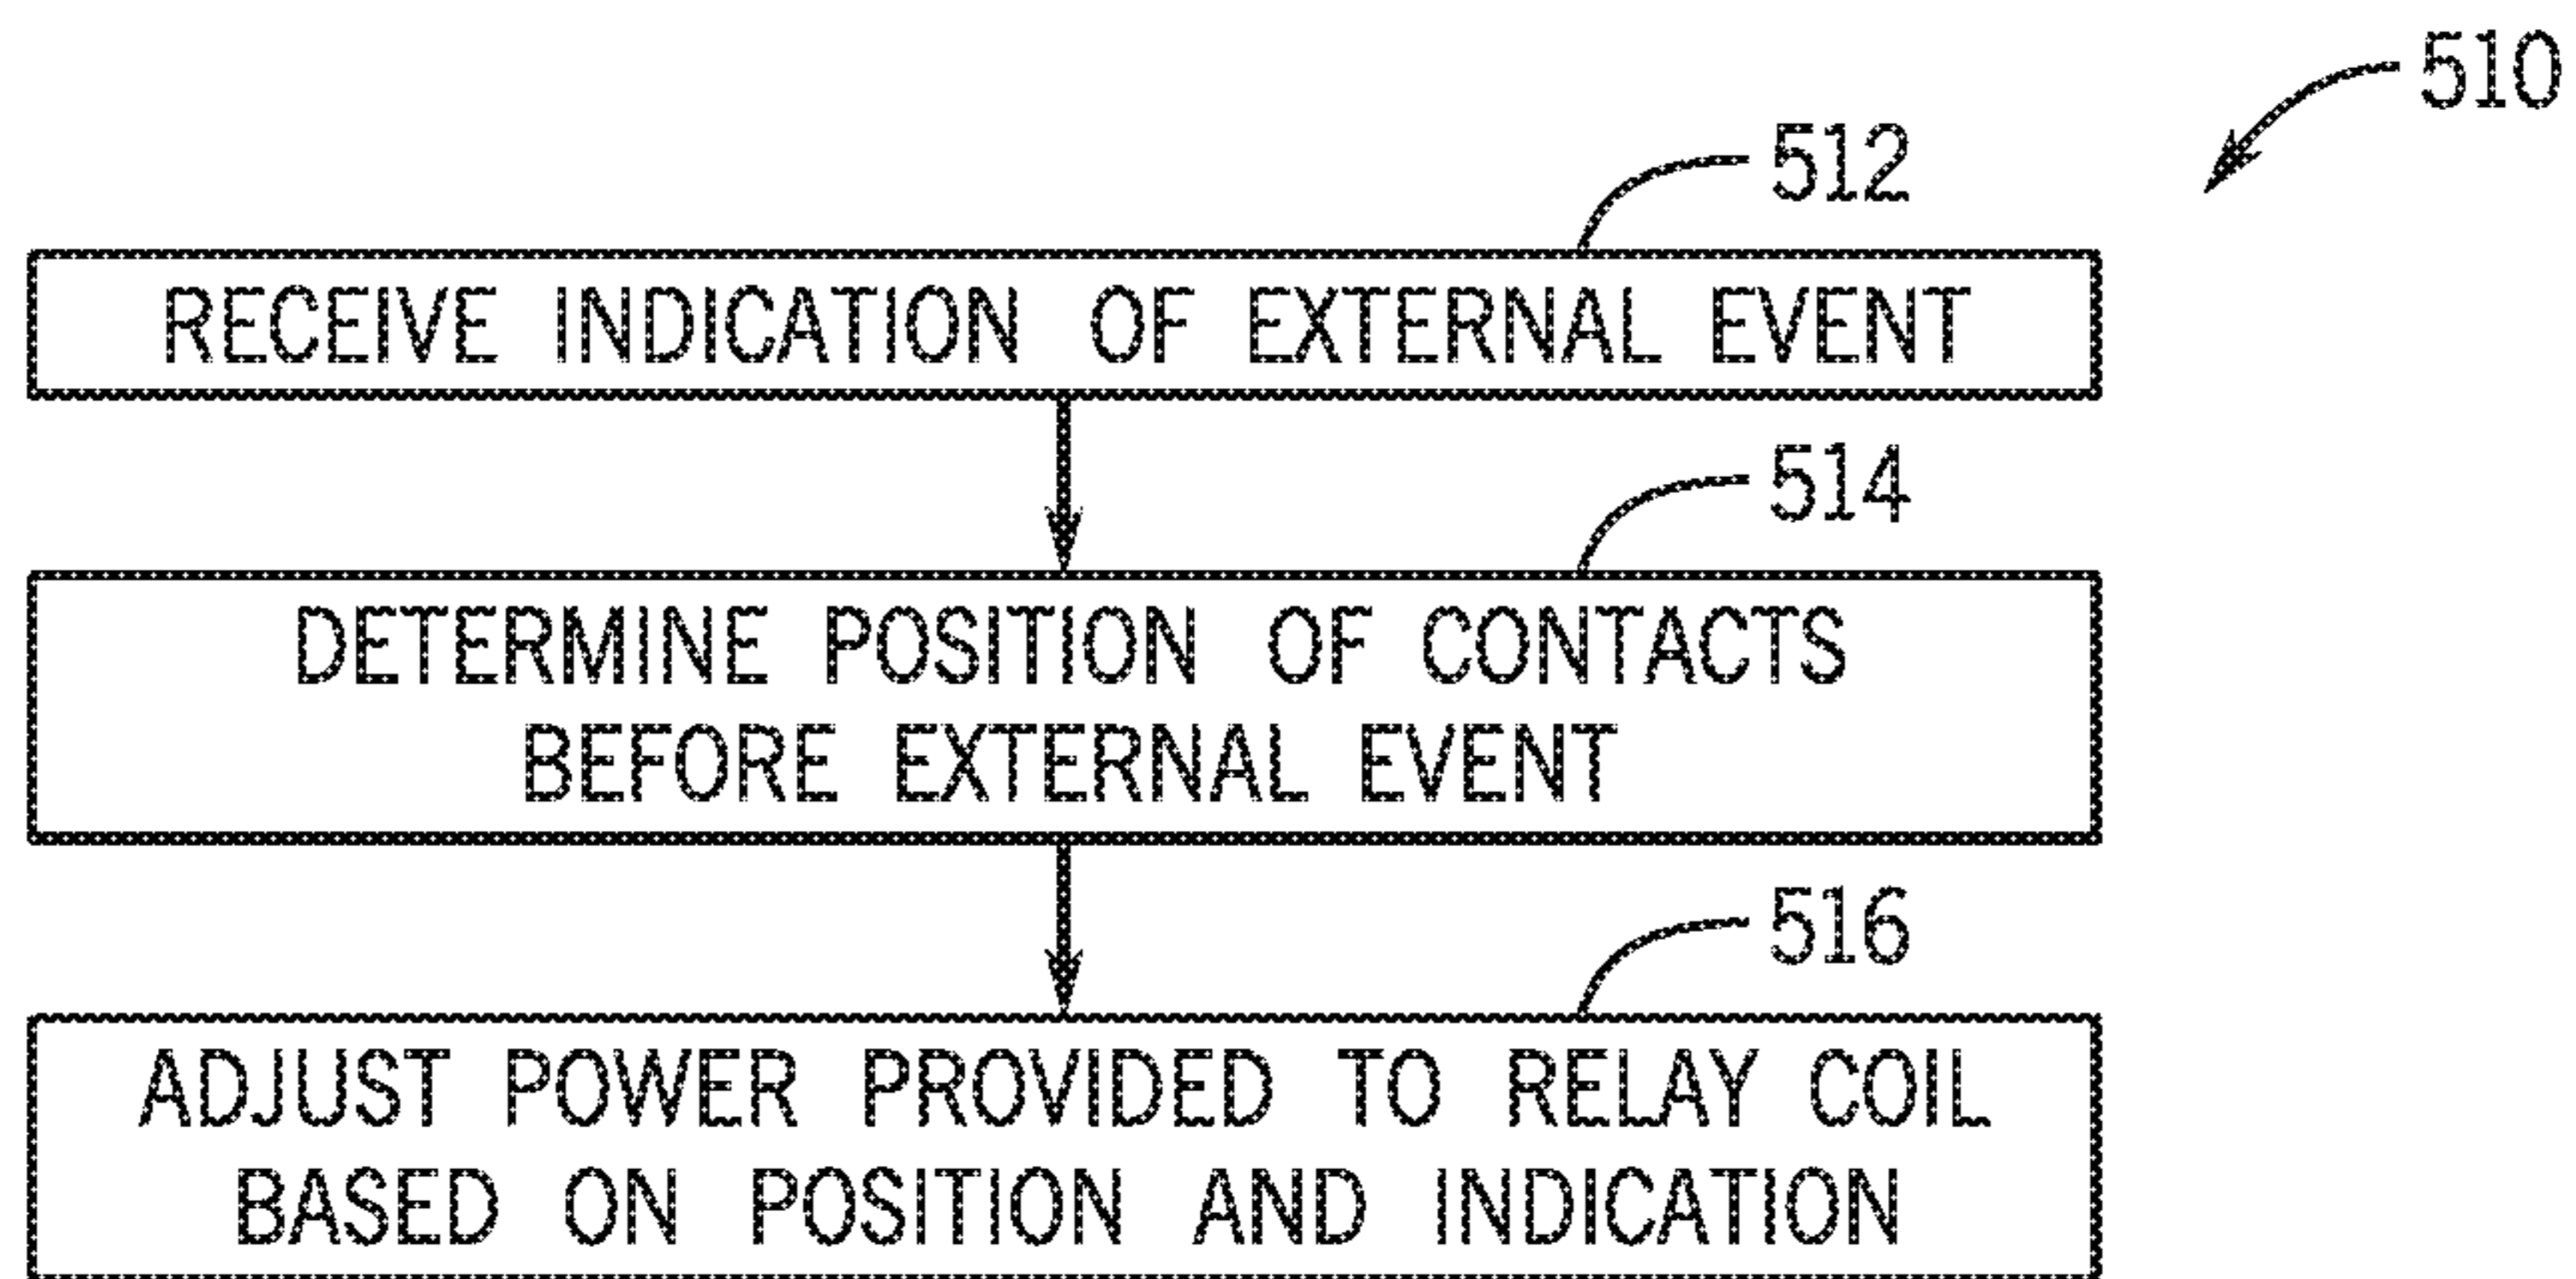 510
512
RECEIVE INDICATION OF EXTERNAL EVENT
514
DETERMINE POSITION OF CONTACTS
BEFORE EXTERNAL EVENT
516
ADJUST POWER PROVIDED TO RELAY COIL
BASED ON POSITION AND INDICATION